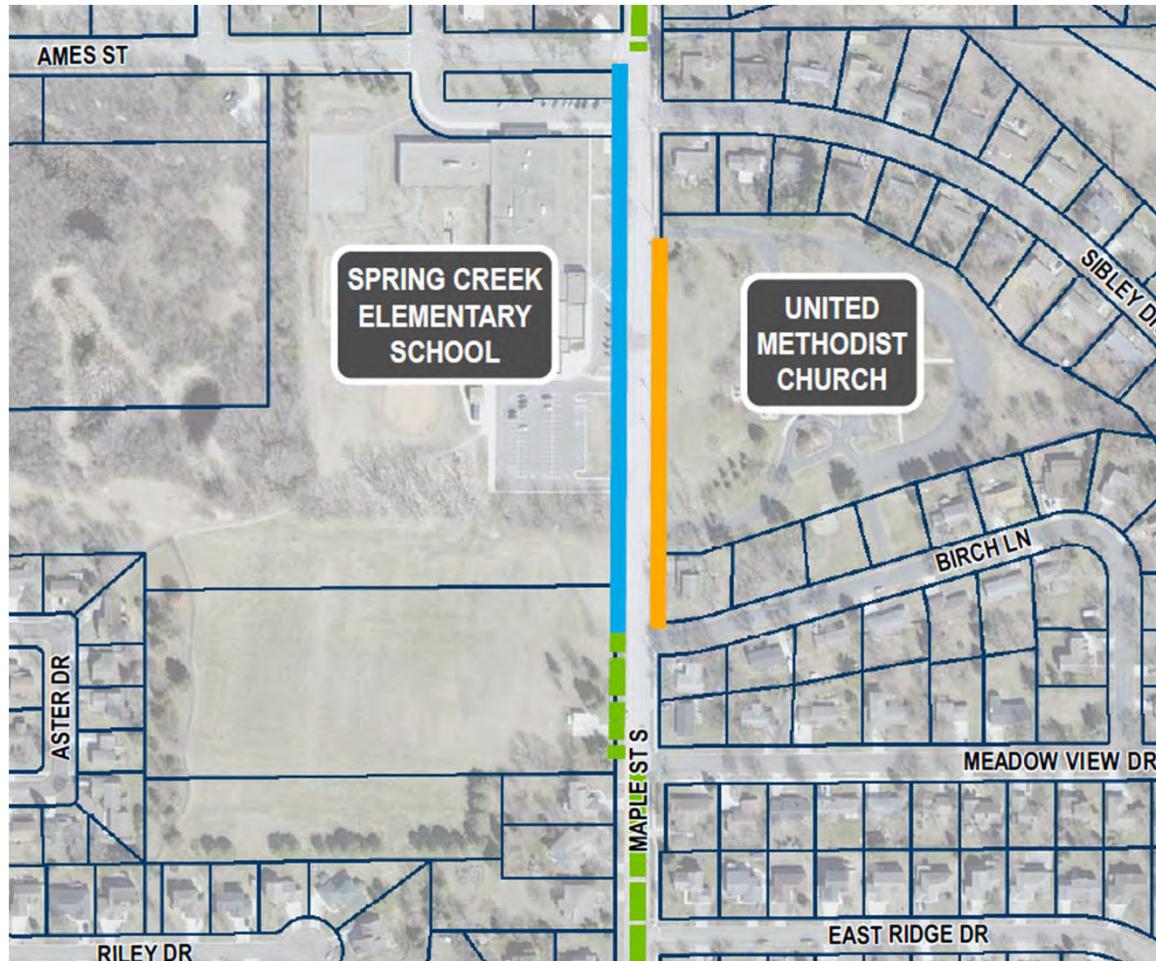 AMES ST
SPRING CREEK
ELEMENTARY
SCHOOL
UNITED
METHODIST
CHURCH
SIBLEY DR
BIRCH LN
ASTER DR
MAPLE ST S
MEADOW VIEW DR
EAST RIDGE DR
RILEY DR